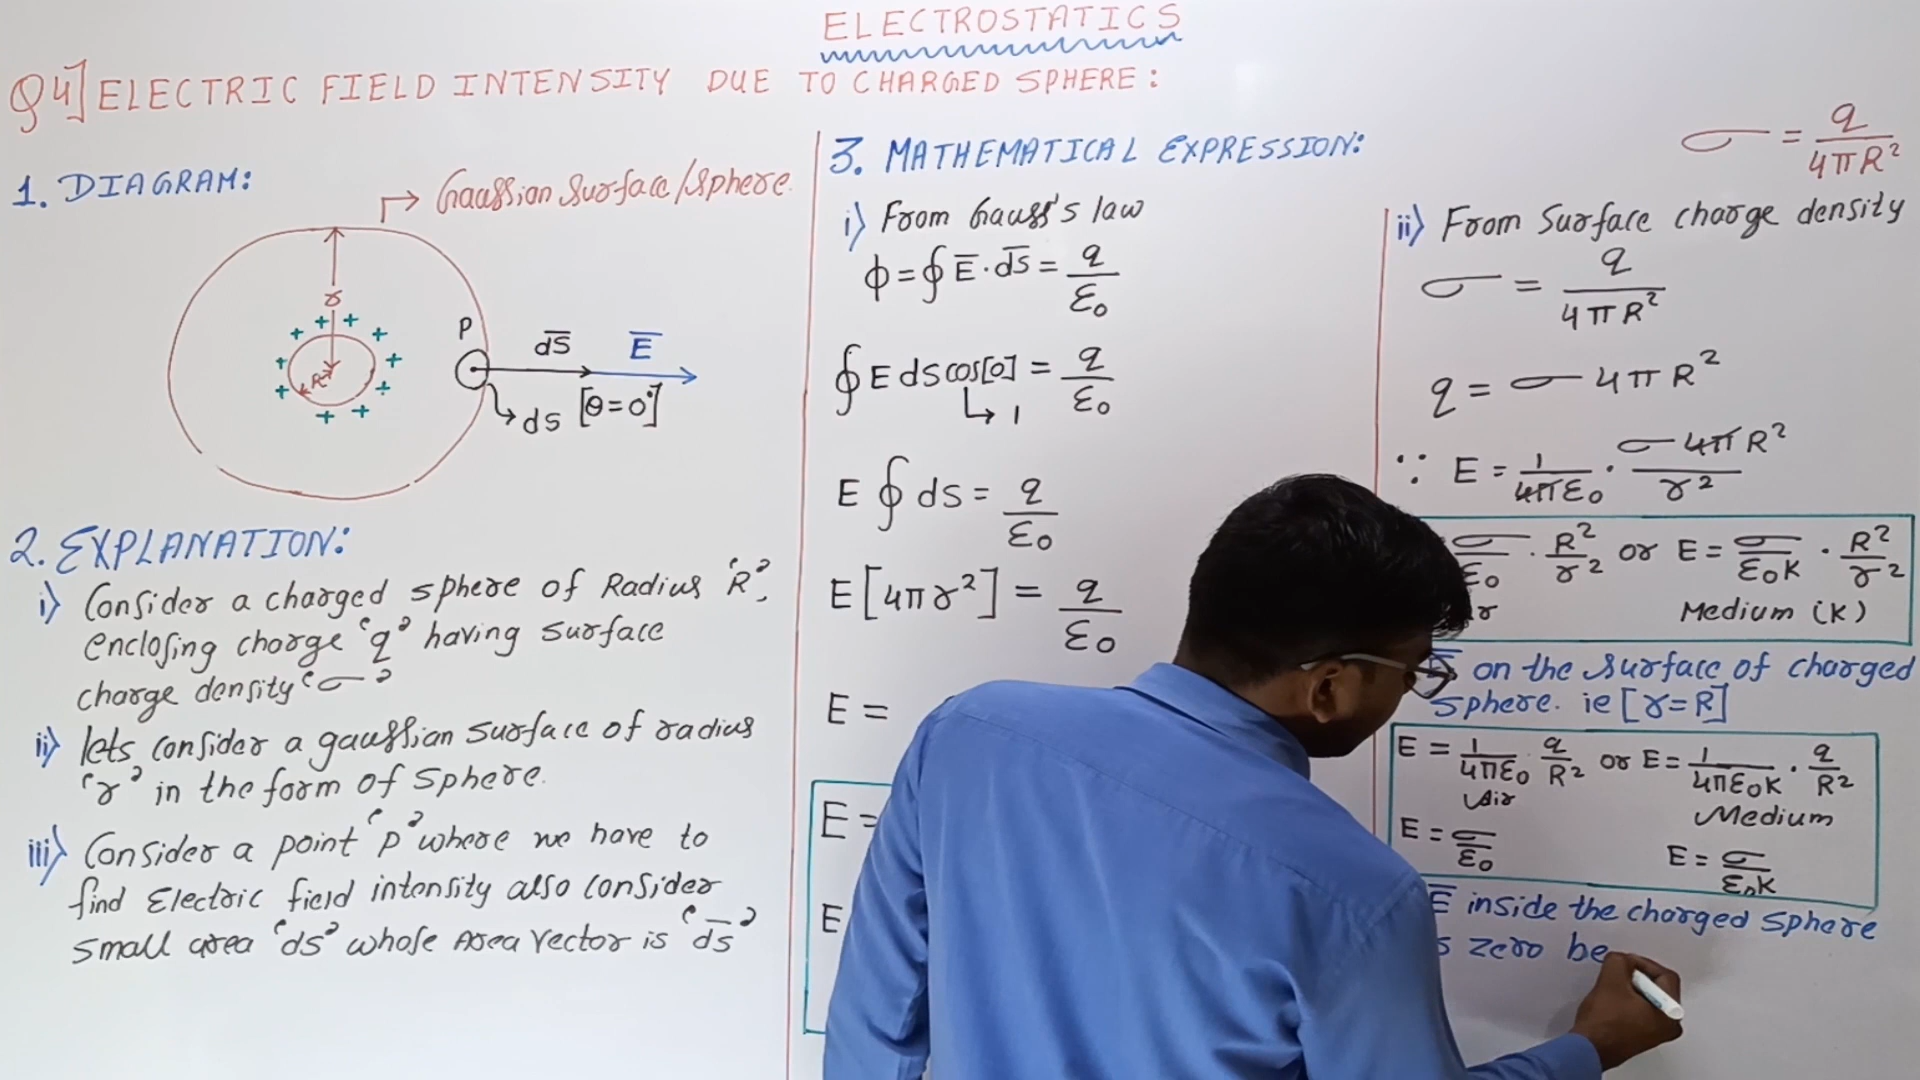 ELECTROSTATICS
Q4] ELECTRIC FIELD INTENSITY DUE TO CHARGED SPHERE:
1. DIAGRAM:
Gaussian Surface/Sphere
r
+ + + + + + + + + +
R
P
ds̅
E̅
ds [θ=0°]
2. EXPLANATION:
i) Consider a charged sphere of Radius 'R',
enclosing charge 'q' having surface
charge density 'σ'
ii) lets consider a gaussian surface of radius
'r' in the form of sphere.
iii) Consider a point 'P' where we have to
find Electric field intensity also consider
small area 'ds' whose Area Vector is 'ds̅'
3. MATHEMATICAL EXPRESSION:
i) From Gauss's law
ϕ = ∮ E̅ · ds̅ = q/ε₀
∮ E ds cos[0] = q/ε₀
↳ 1
E ∮ ds = q/ε₀
E [4πr²] = q/ε₀
E =
E =
E
σ = q/4πR²
ii) From Surface charge density
σ = q/4πR²
q = σ 4πR²
∵ E = 1/4πε₀ · σ 4πR²/r²
σ/ε₀ · R²/r² or E = σ/ε₀K · R²/r²
Medium (K)
on the surface of charged
sphere. ie [r=R]
E = 1/4πε₀ q/R² or E = 1/4πε₀K · q/R²
Air Medium
E = σ/ε₀ E = σ/ε₀K
E̅ inside the charged sphere
zero be